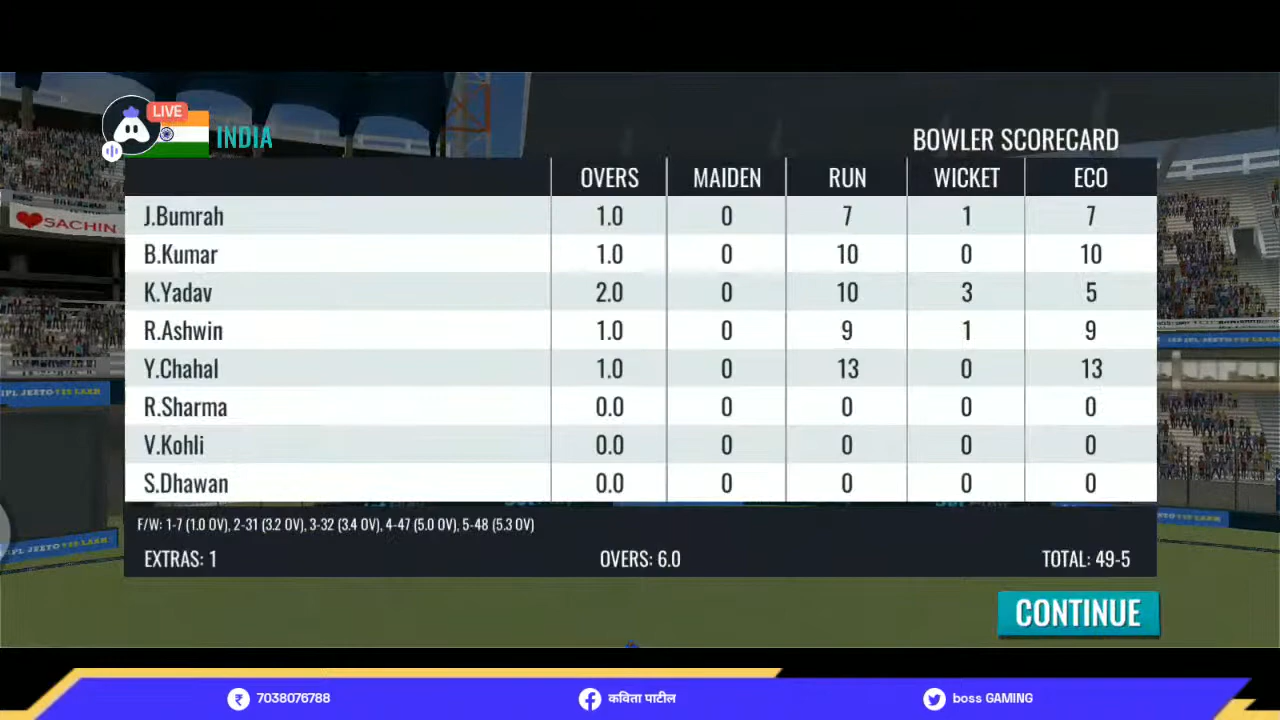 LIVE
INDIA
BOWLER SCORECARD
OVERS MAIDEN RUN WICKET ECO
J.Bumrah 1.0 0 7 1 7
B.Kumar 1.0 0 10 0 10
K.Yadav 2.0 0 10 3 5
R.Ashwin 1.0 0 9 1 9
Y.Chahal 1.0 0 13 0 13
R.Sharma 0.0 0 0 0 0
V.Kohli 0.0 0 0 0 0
S.Dhawan 0.0 0 0 0 0
F/W: 1-7 (1.0 OV), 2-31 (3.2 OV), 3-32 (3.4 OV), 4-47 (5.0 OV), 5-48 (5.3 OV)
EXTRAS: 1 OVERS: 6.0 TOTAL: 49-5
CONTINUE
SACHIN
₹ 7038076788 कविता पाटील boss GAMING